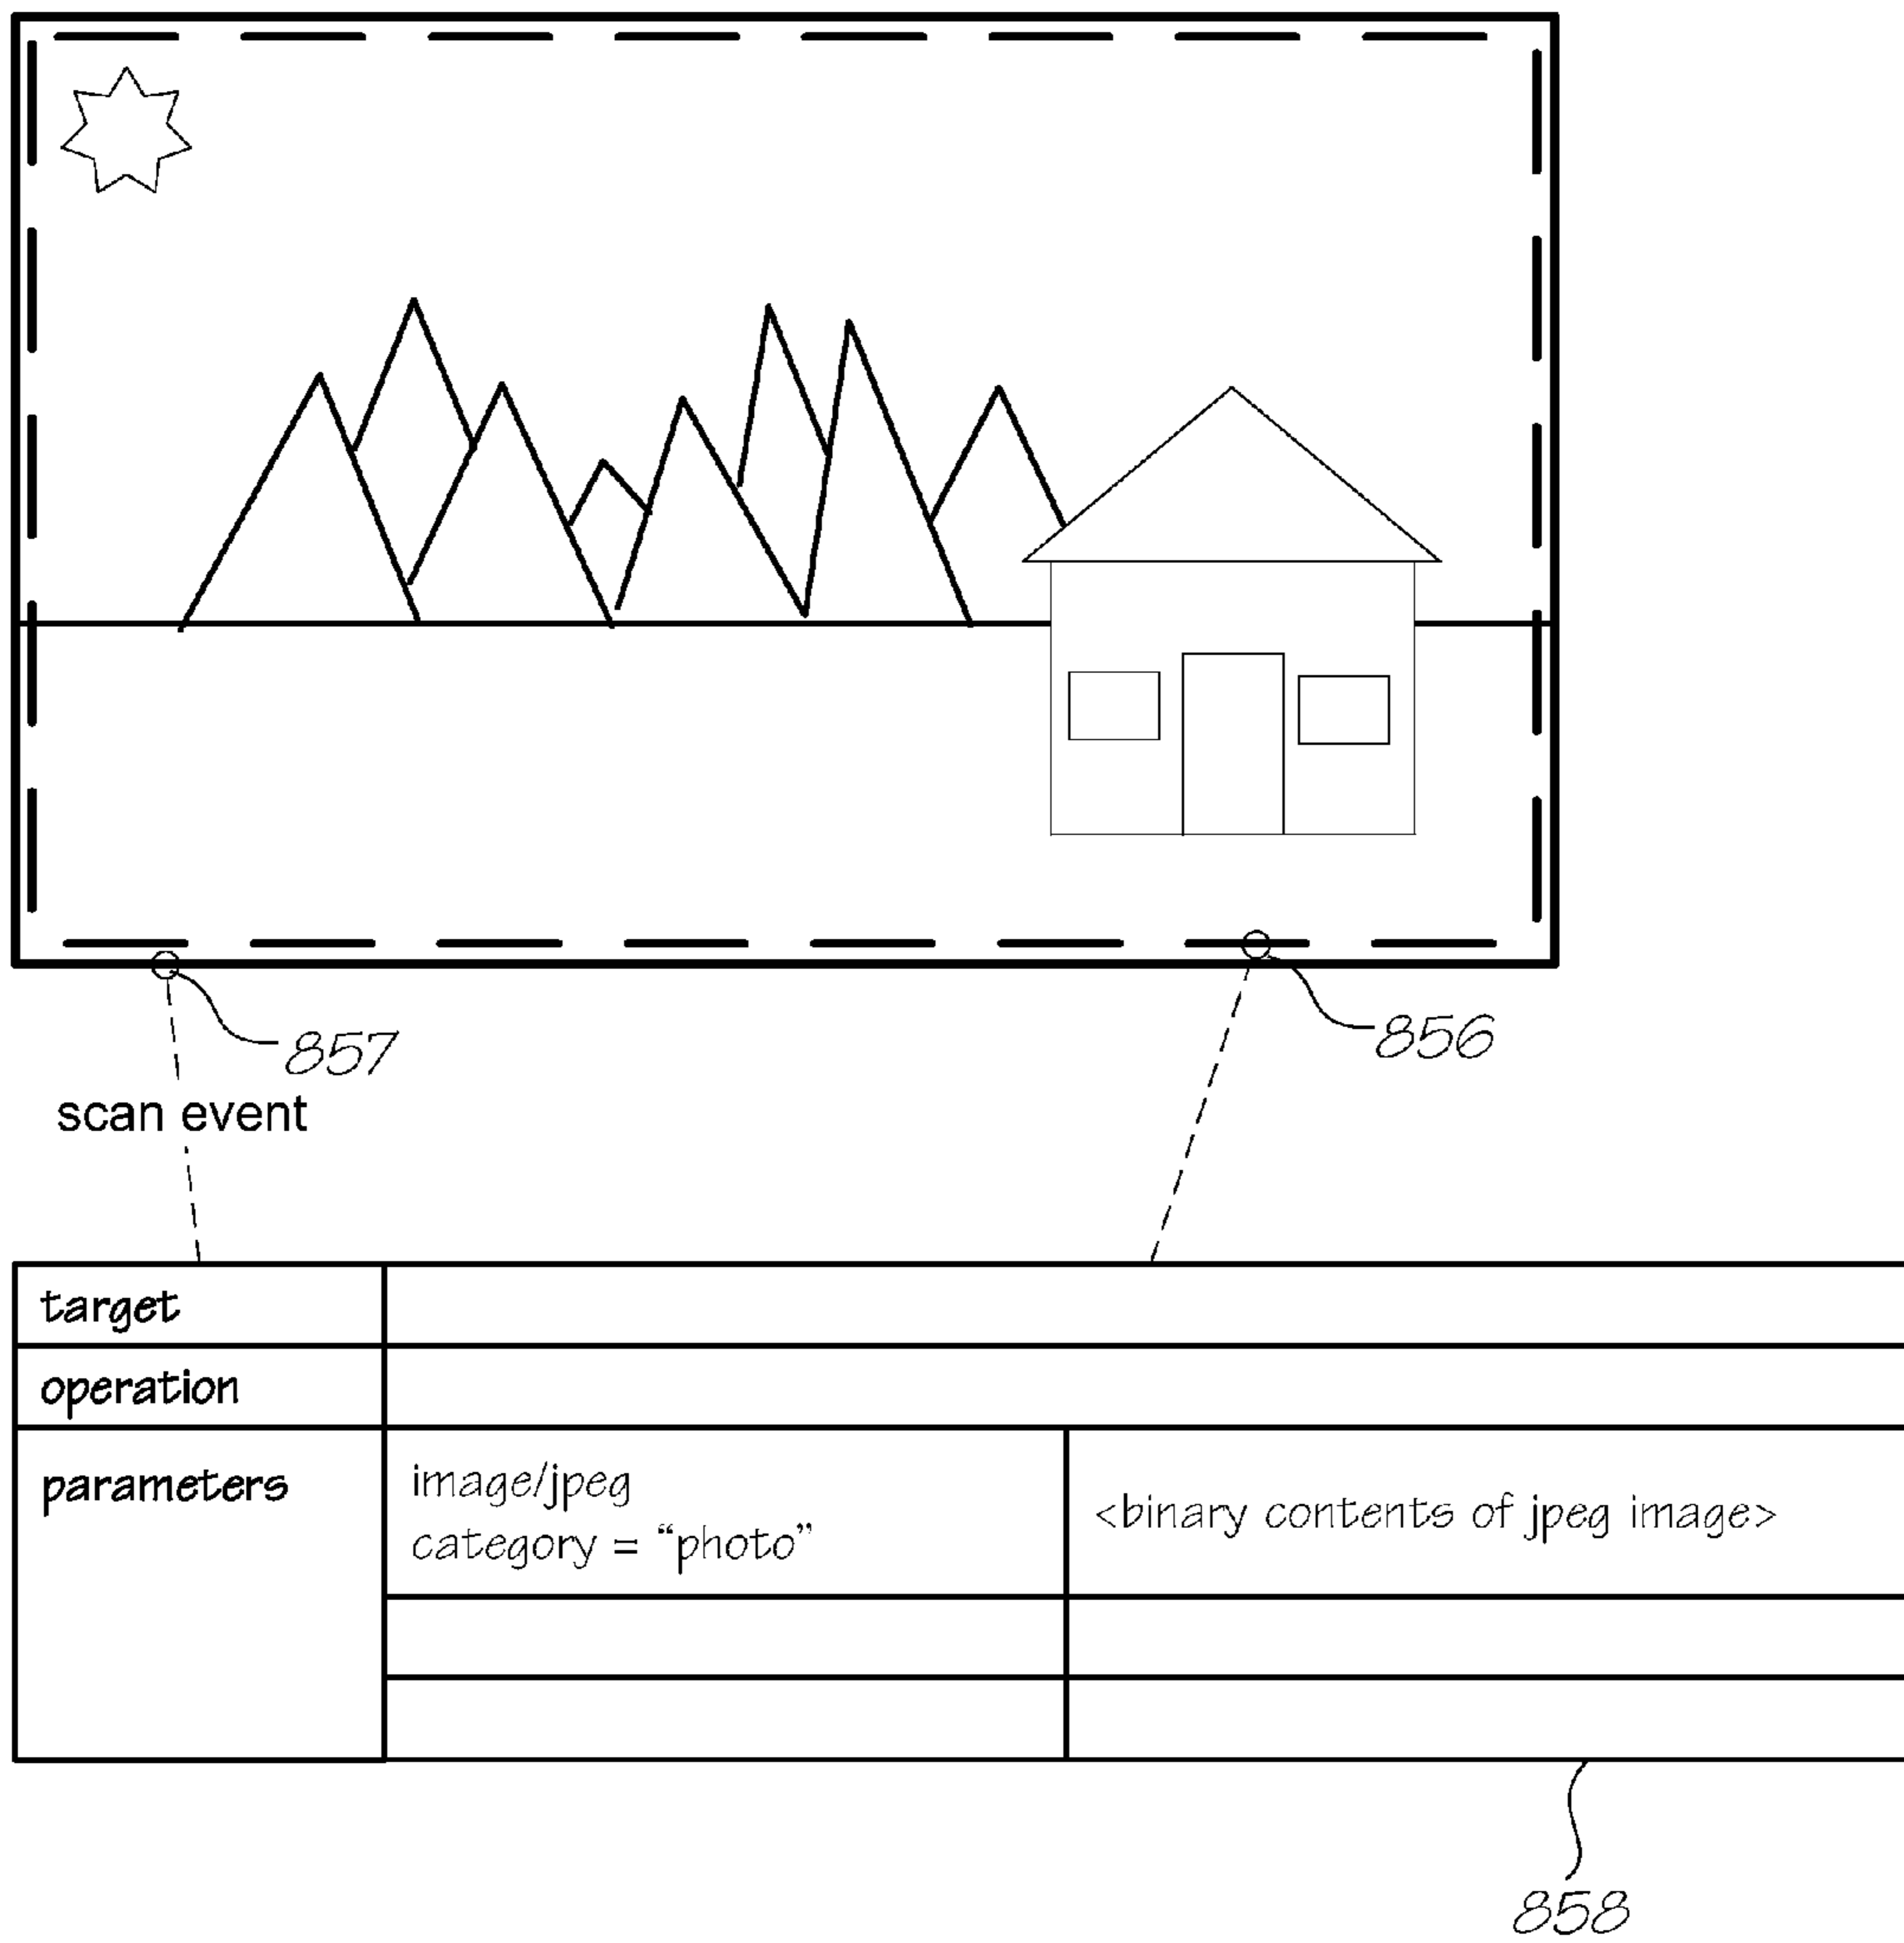 857
856
scan event
target
operation
parameters
image/jpeg
category = “photo”
<binary contents of jpeg image>
858